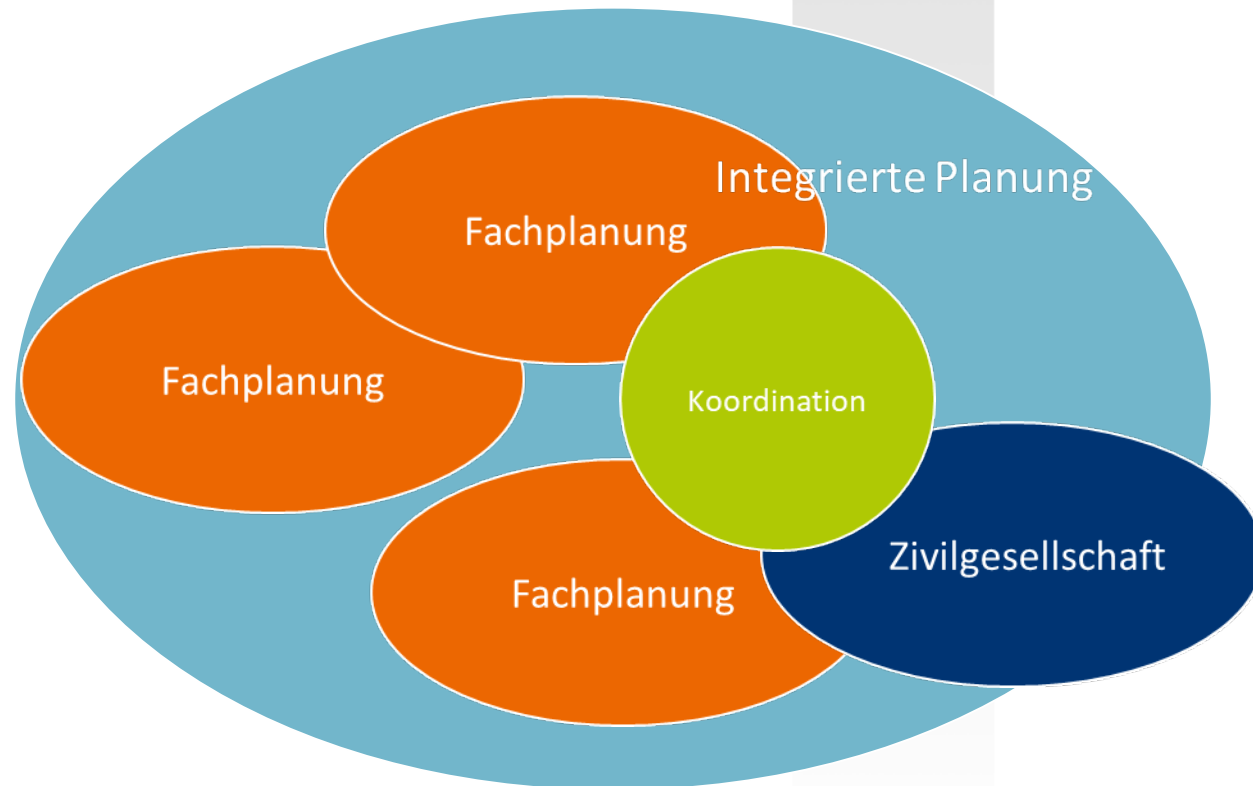 Integrierte Planung
Fachplanung
Fachplanung
Koordination
Zivilgesellschaft
Fachplanung